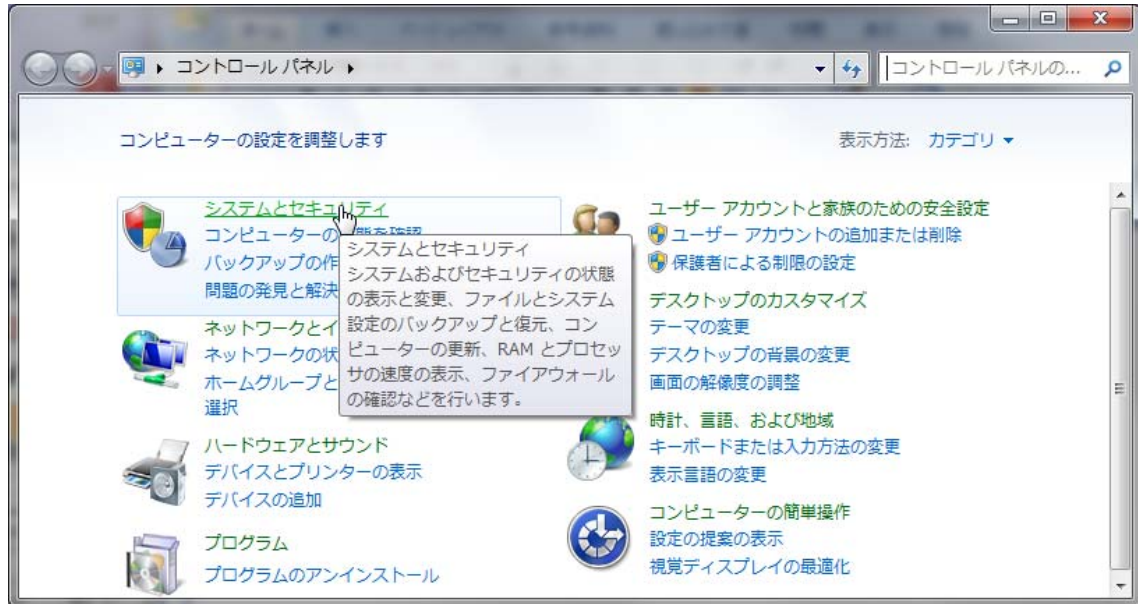 コントロール パネル
コントロール パネルの...
コンピューターの設定を調整します
表示方法: カテゴリ
システムとセキュリティ
コンピューターの
バックアップの作
問題の発見と解決
システムとセキュリティ
システムおよびセキュリティの状態
の表示と変更、ファイルとシステム
設定のバックアップと復元、コン
ピューターの更新、RAM とプロセッ
サの速度の表示、ファイアウォール
の確認などを行います。
ネットワークとイ
ネットワークの状
ホームグループと
選択
ハードウェアとサウンド
デバイスとプリンターの表示
デバイスの追加
プログラム
プログラムのアンインストール
ユーザー アカウントと家族のための安全設定
ユーザー アカウントの追加または削除
保護者による制限の設定
デスクトップのカスタマイズ
テーマの変更
デスクトップの背景の変更
画面の解像度の調整
時計、言語、および地域
キーボードまたは入力方法の変更
表示言語の変更
コンピューターの簡単操作
設定の提案の表示
視覚ディスプレイの最適化